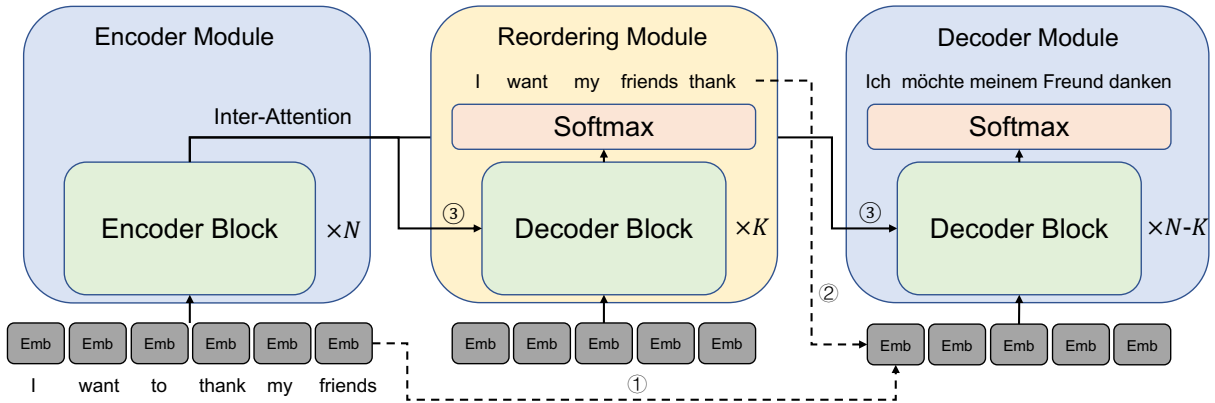 Encoder Module
Inter-Attention
Encoder Block
×N
Emb Emb Emb Emb Emb Emb
I want to thank my friends
Reordering Module
I want my friends thank
Softmax
③
Decoder Block
×K
Emb Emb Emb Emb Emb
①
②
Decoder Module
Ich möchte meinem Freund danken
Softmax
③
Decoder Block
×N-K
Emb Emb Emb Emb Emb